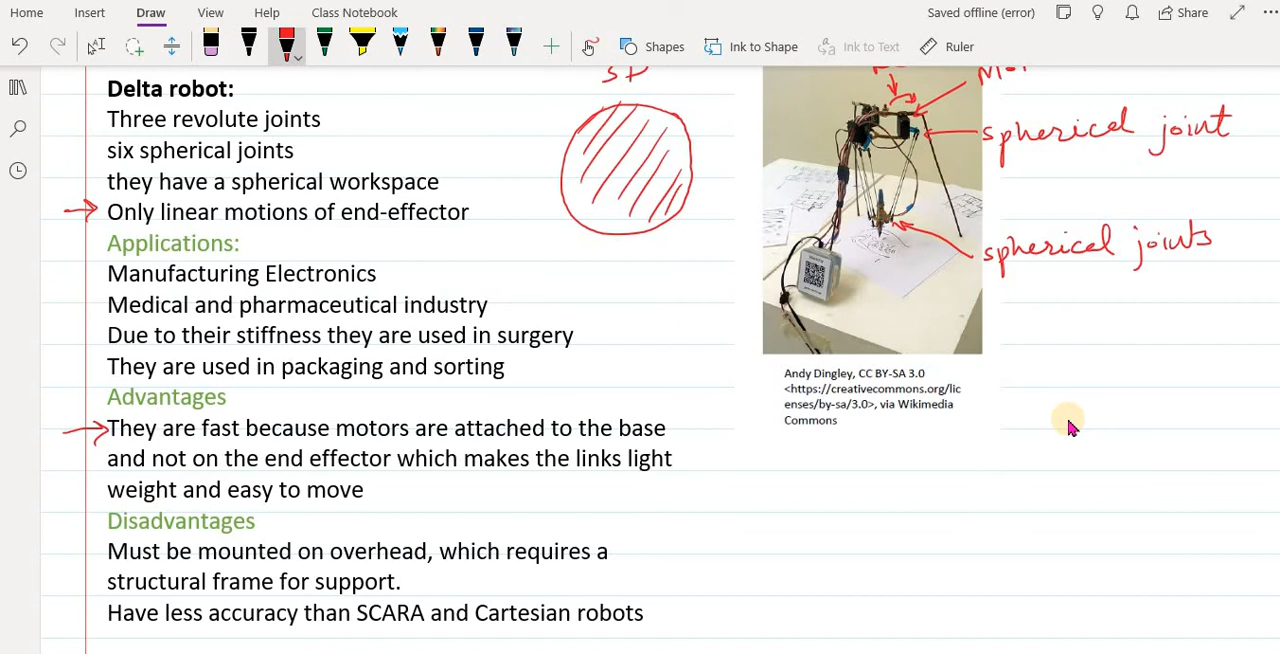 Home Insert Draw View Help Class Notebook Saved offline (error) Share
Shapes Ink to Shape Ink to Text Ruler
Delta robot:
Three revolute joints
six spherical joints
they have a spherical workspace
Only linear motions of end-effector
Applications:
Manufacturing Electronics
Medical and pharmaceutical industry
Due to their stiffness they are used in surgery
They are used in packaging and sorting
Advantages
They are fast because motors are attached to the base
and not on the end effector which makes the links light
weight and easy to move
Disadvantages
Must be mounted on overhead, which requires a
structural frame for support.
Have less accuracy than SCARA and Cartesian robots
spherical joint
spherical joints
Andy Dingley, CC BY-SA 3.0
<https://creativecommons.org/lic
enses/by-sa/3.0>, via Wikimedia
Commons